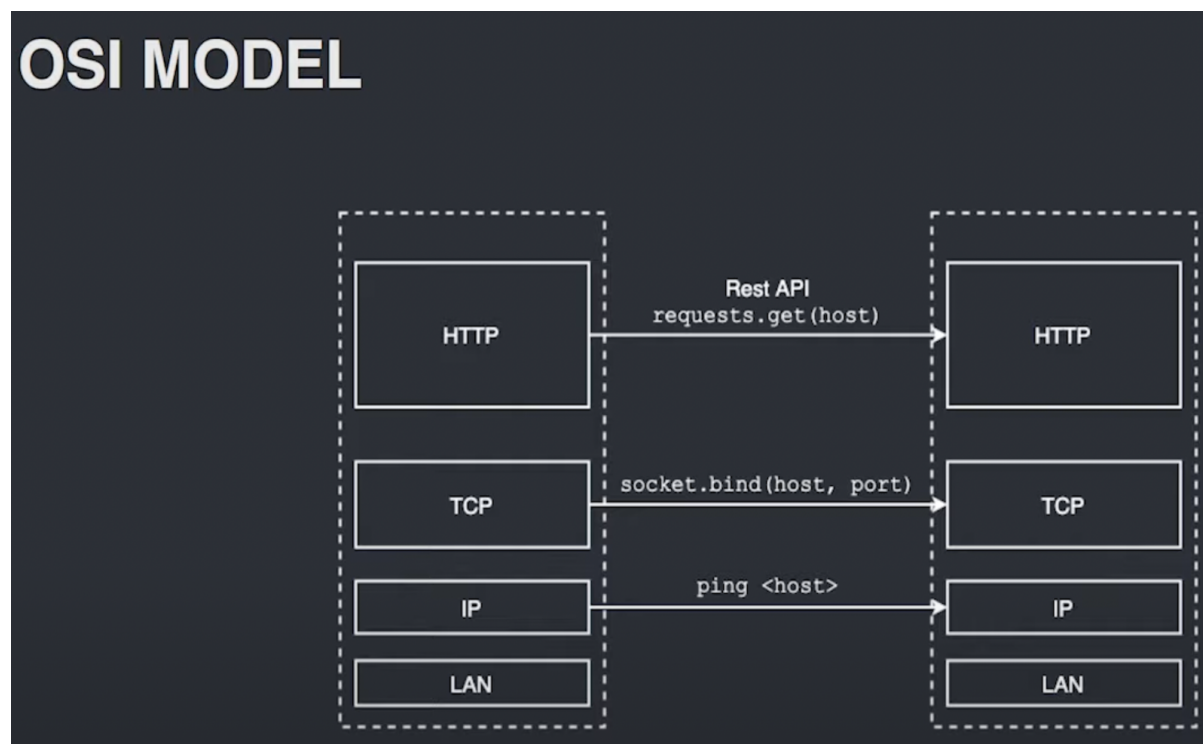 OSI MODEL
Rest API
requests.get(host)
HTTP
HTTP
socket.bind(host, port)
TCP
TCP
ping <host>
IP
IP
LAN
LAN